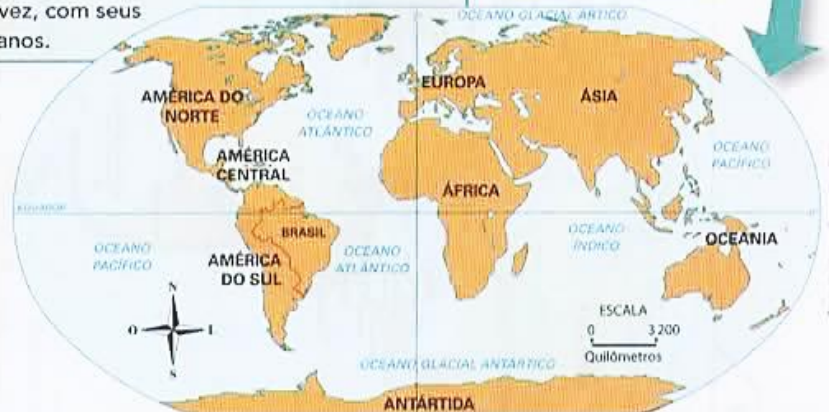 vez, com seus
anos.
OCEANO GLACIAL ÁRTICO
EUROPA
ÁSIA
AMÉRICA DO
NORTE
OCEANO
ATLÂNTICO
OCEANO
PACÍFICO
AMÉRICA
CENTRAL
ÁFRICA
EQUADOR
0°
BRASIL
OCEANO
ÍNDICO
OCEANIA
OCEANO
PACÍFICO
AMÉRICA
DO SUL
OCEANO
ATLÂNTICO
N
O L
S
ESCALA
0 3 200
Quilômetros
OCEANO GLACIAL ANTÁRTICO
ANTÁRTIDA